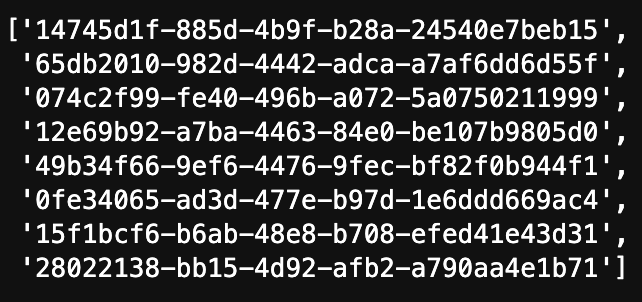 ['14745d1f-885d-4b9f-b28a-24540e7beb15',
'65db2010-982d-4442-adca-a7af6dd6d55f',
'074c2f99-fe40-496b-a072-5a0750211999',
'12e69b92-a7ba-4463-84e0-be107b9805d0',
'49b34f66-9ef6-4476-9fec-bf82f0b944f1',
'0fe34065-ad3d-477e-b97d-1e6ddd669ac4',
'15f1bcf6-b6ab-48e8-b708-efed41e43d31',
'28022138-bb15-4d92-afb2-a790aa4e1b71']